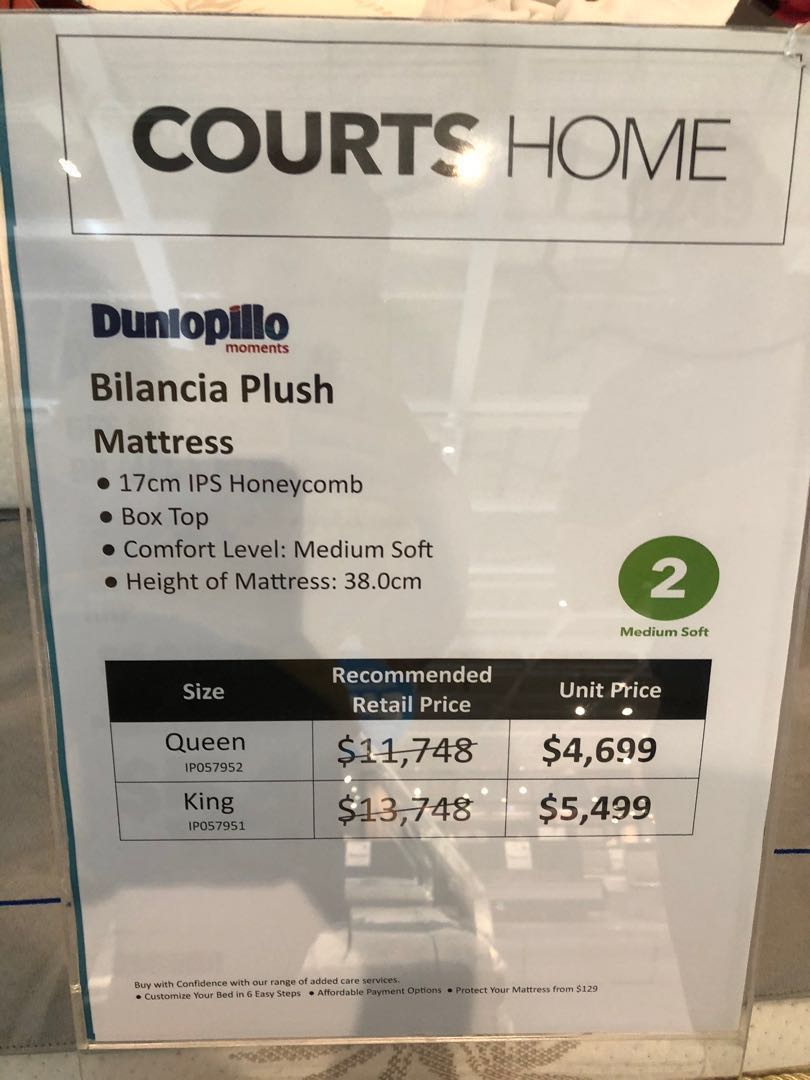 COURTS HOME
Dunlopillo
moments
Bilancia Plush
Mattress
• 17cm IPS Honeycomb
• Box Top
• Comfort Level: Medium Soft
• Height of Mattress: 38.0cm
2
Medium Soft
Size Recommended Retail Price Unit Price
Queen $11,748 $4,699
IP057952
King $13,748 $5,499
IP057951
Buy with Confidence with our range of added care services.
• Customize Your Bed in 6 Easy Steps • Affordable Payment Options • Protect Your Mattress from $129